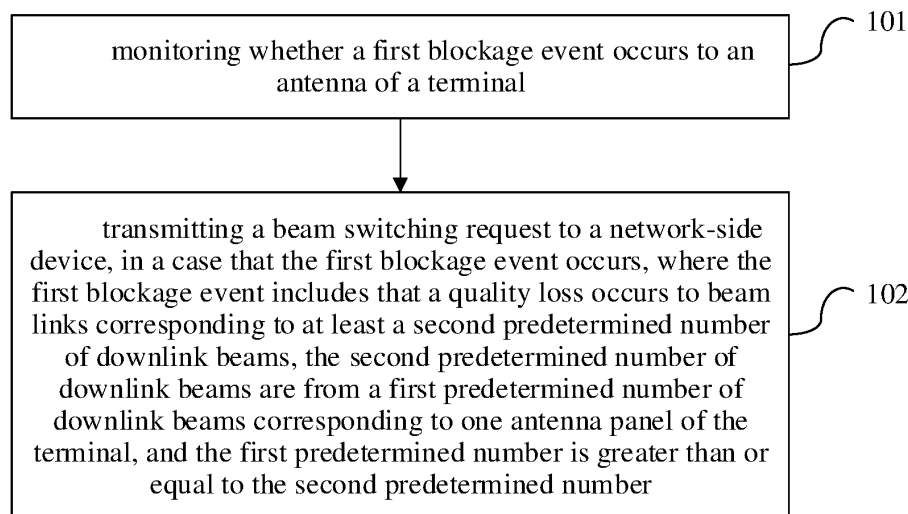 monitoring whether a first blockage event occurs to an
antenna of a terminal
101
transmitting a beam switching request to a network-side
device, in a case that the first blockage event occurs, where the
first blockage event includes that a quality loss occurs to beam
links corresponding to at least a second predetermined number
of downlink beams, the second predetermined number of
downlink beams are from a first predetermined number of
downlink beams corresponding to one antenna panel of the
terminal, and the first predetermined number is greater than or
equal to the second predetermined number
102